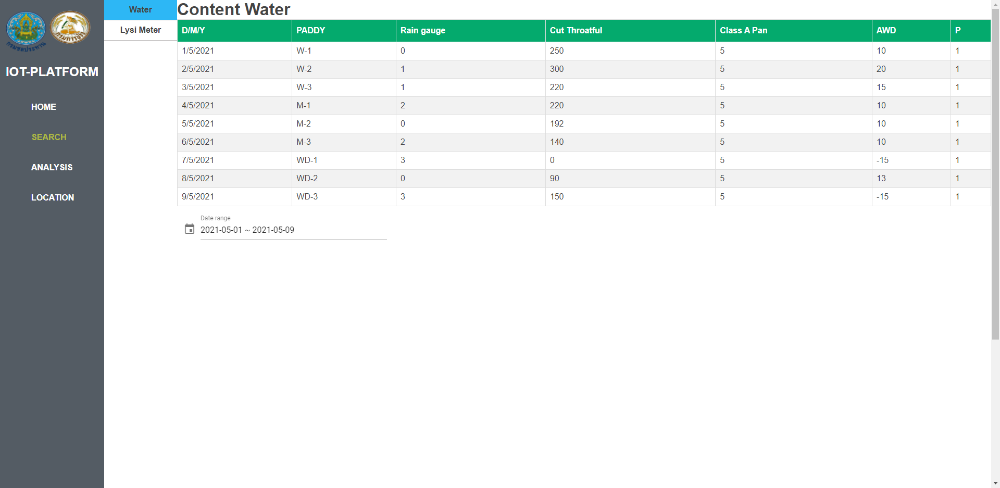 กรมชลประทาน
กรมการข้าว
IOT-PLATFORM
HOME
SEARCH
ANALYSIS
LOCATION
Water
Lysi Meter
Content Water
D/M/Y PADDY Rain gauge Cut Throatful Class A Pan AWD P
1/5/2021 W-1 0 250 5 10 1
2/5/2021 W-2 1 300 5 20 1
3/5/2021 W-3 1 220 5 15 1
4/5/2021 M-1 2 220 5 10 1
5/5/2021 M-2 0 192 5 10 1
6/5/2021 M-3 2 140 5 10 1
7/5/2021 WD-1 3 0 5 -15 1
8/5/2021 WD-2 0 90 5 13 1
9/5/2021 WD-3 3 150 5 -15 1
Date range
2021-05-01 ~ 2021-05-09